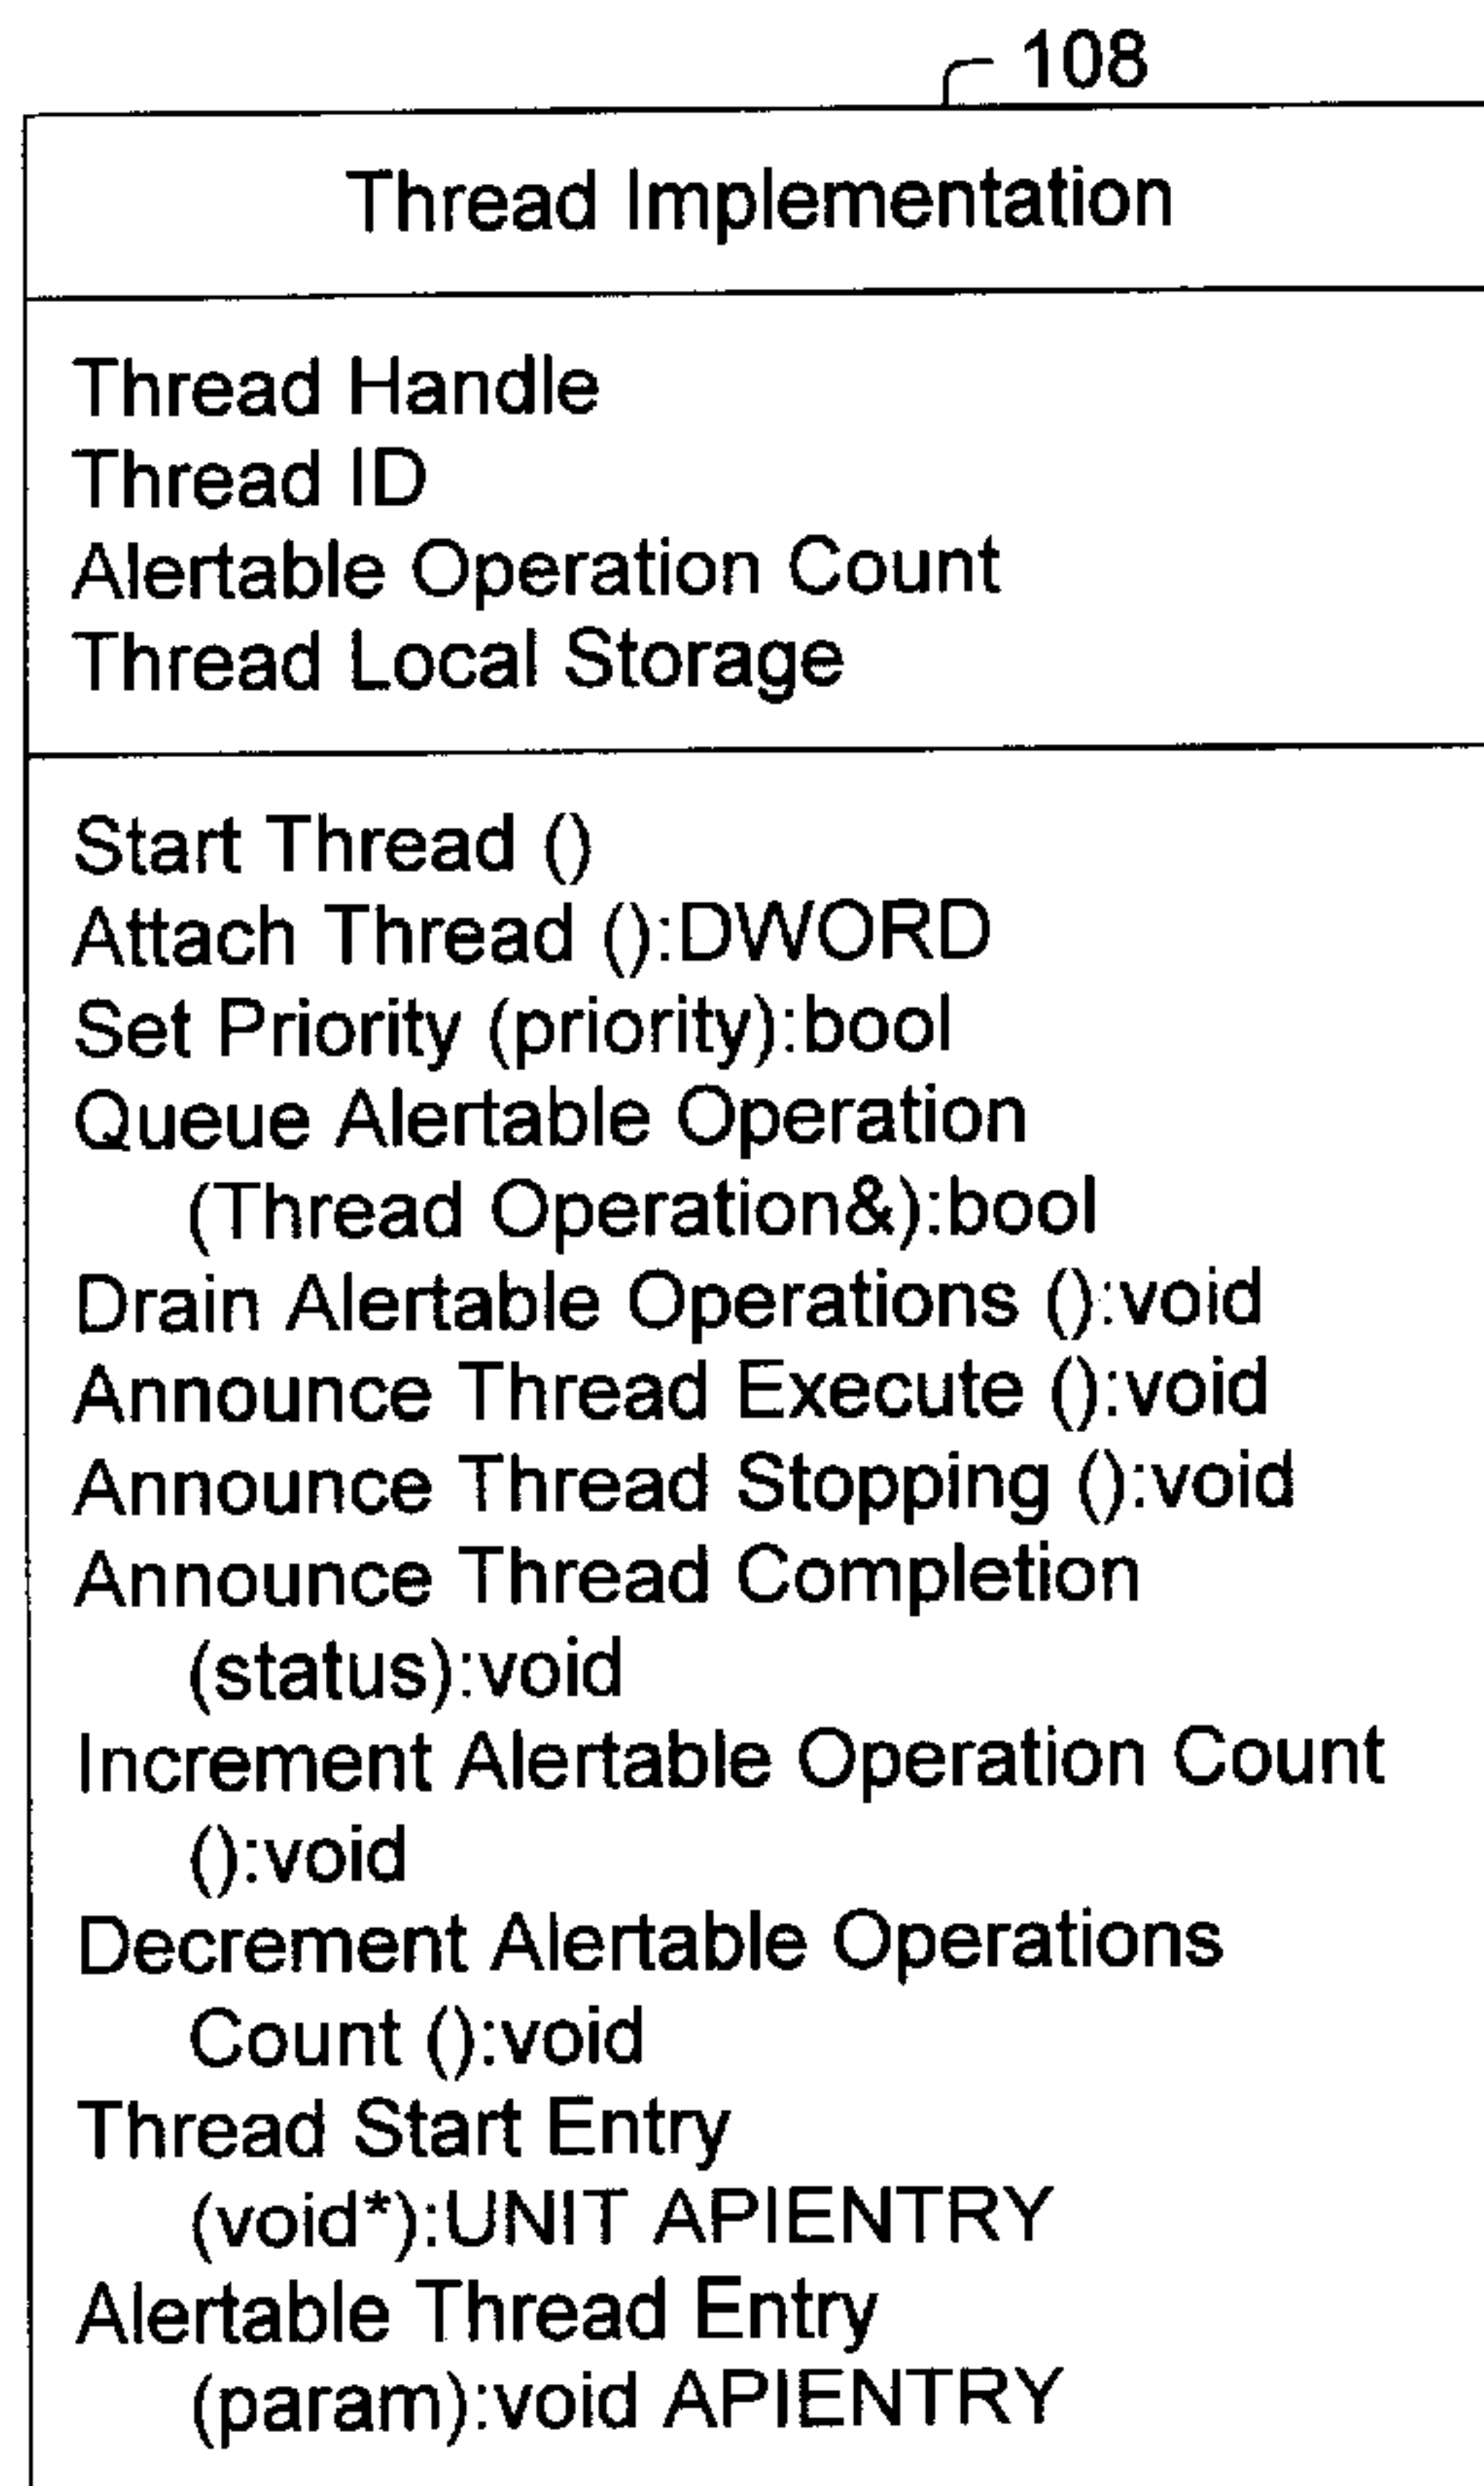 108
Thread Implementation
Thread Handle
Thread ID
Alertable Operation Count
Thread Local Storage
Start Thread ()
Attach Thread ():DWORD
Set Priority (priority):bool
Queue Alertable Operation
(Thread Operation&):bool
Drain Alertable Operations ():void
Announce Thread Execute ():void
Announce Thread Stopping ():void
Announce Thread Completion
(status):void
Increment Alertable Operation Count
():void
Decrement Alertable Operations
Count ():void
Thread Start Entry
(void*):UNIT APIENTRY
Alertable Thread Entry
(param):void APIENTRY